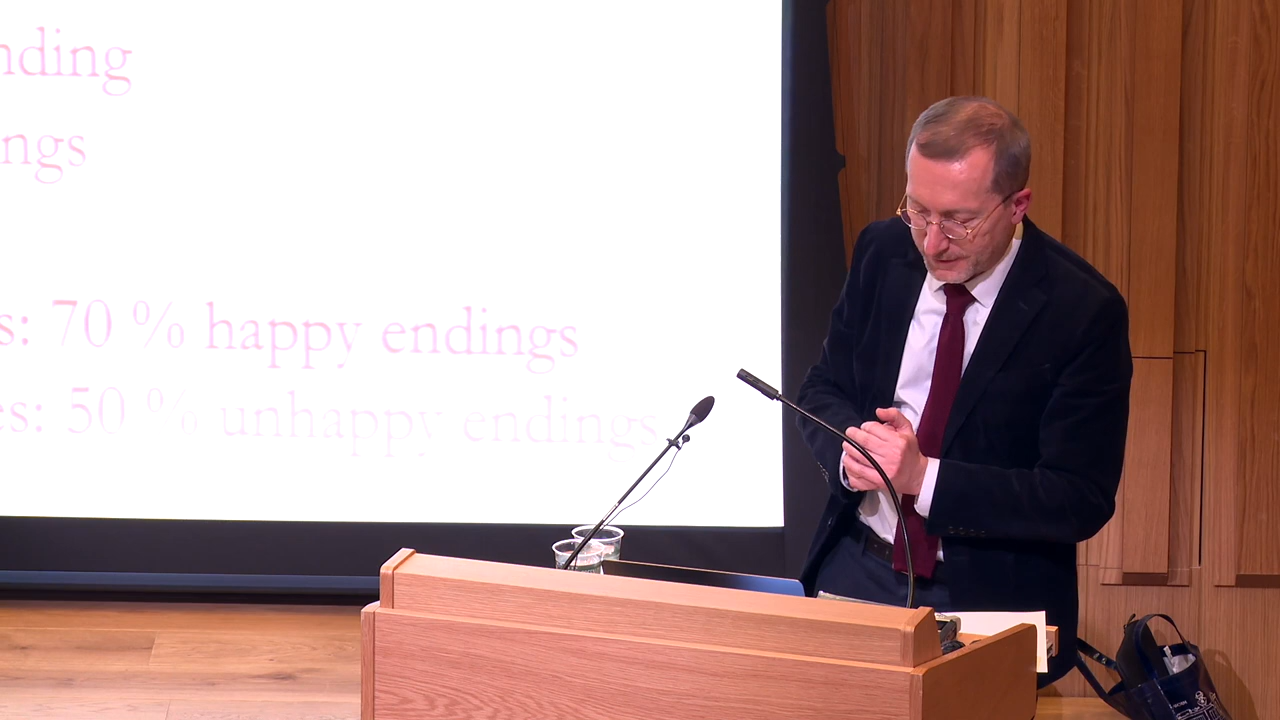 nding
ngs
s: 70 % happy endings
es: 50 % unhappy endings